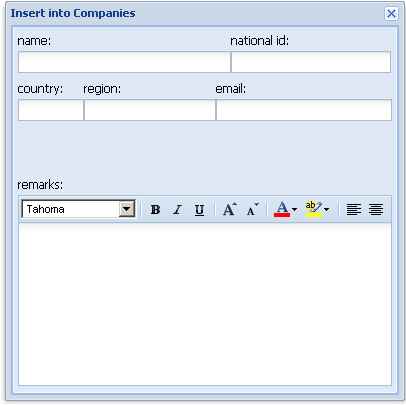 Insert into Companies
name: national id:
country: region: email:
remarks:
Tahoma B I U A A A ab